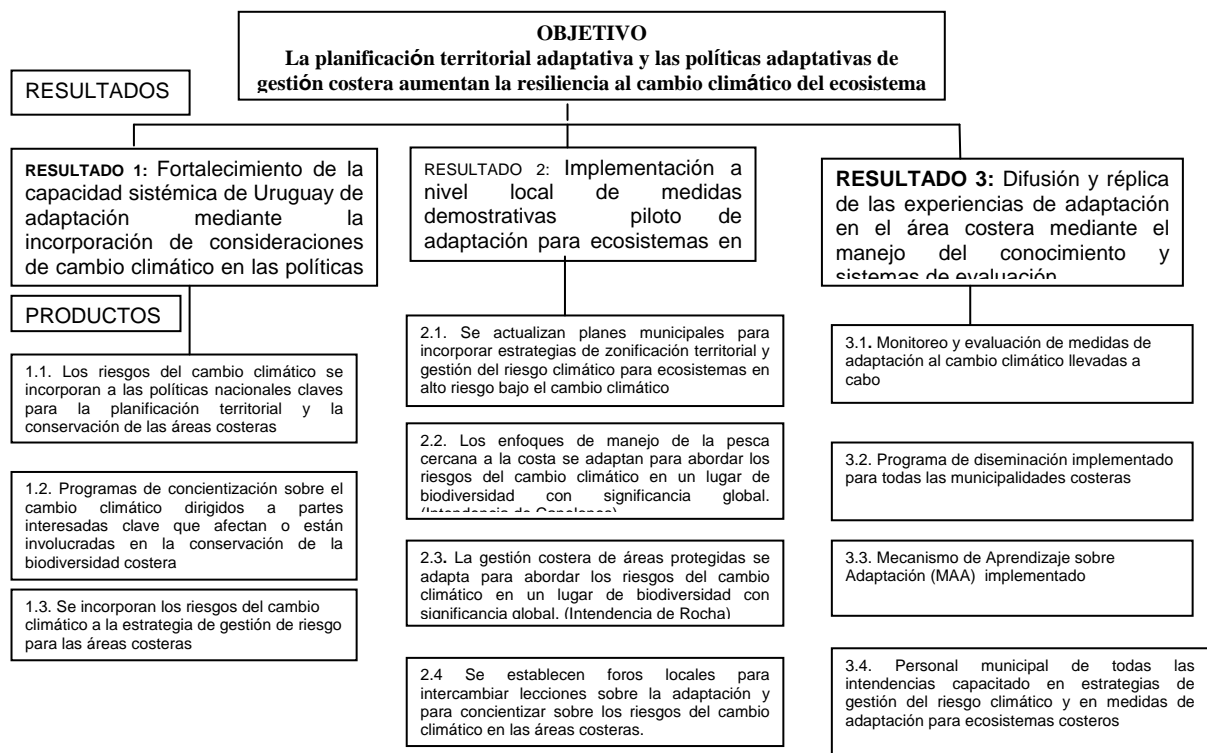 OBJETIVO
La planificación territorial adaptativa y las políticas adaptativas de
gestión costera aumentan la resiliencia al cambio climático del ecosistema
RESULTADOS
RESULTADO 1: Fortalecimiento de la
capacidad sistémica de Uruguay de
adaptación mediante la
incorporación de consideraciones
de cambio climático en las políticas
RESULTADO 2: Implementación a
nivel local de medidas
demostrativas piloto de
adaptación para ecosistemas en
RESULTADO 3: Difusión y réplica
de las experiencias de adaptación
en el área costera mediante el
manejo del conocimiento y
sistemas de evaluación
PRODUCTOS
1.1. Los riesgos del cambio climático se
incorporan a las políticas nacionales claves
para la planificación territorial y la
conservación de las áreas costeras
1.2. Programas de concientización sobre el
cambio climático dirigidos a partes
interesadas clave que afectan o están
involucradas en la conservación de la
biodiversidad costera
1.3. Se incorporan los riesgos del cambio
climático a la estrategia de gestión de riesgo
para las áreas costeras
2.1. Se actualizan planes municipales para
incorporar estrategias de zonificación territorial y
gestión del riesgo climático para ecosistemas en
alto riesgo bajo el cambio climático
2.2. Los enfoques de manejo de la pesca
cercana a la costa se adaptan para abordar los
riesgos del cambio climático en un lugar de
biodiversidad con significancia global.
(Intendencia de Canelones)
2.3. La gestión costera de áreas protegidas se
adapta para abordar los riesgos del cambio
climático en un lugar de biodiversidad con
significancia global. (Intendencia de Rocha)
2.4 Se establecen foros locales para
intercambiar lecciones sobre la adaptación y
para concientizar sobre los riesgos del cambio
climático en las áreas costeras.
3.1. Monitoreo y evaluación de medidas de
adaptación al cambio climático llevadas a
cabo
3.2. Programa de diseminación implementado
para todas las municipalidades costeras
3.3. Mecanismo de Aprendizaje sobre
Adaptación (MAA) implementado
3.4. Personal municipal de todas las
intendencias capacitado en estrategias de
gestión del riesgo climático y en medidas de
adaptación para ecosistemas costeros